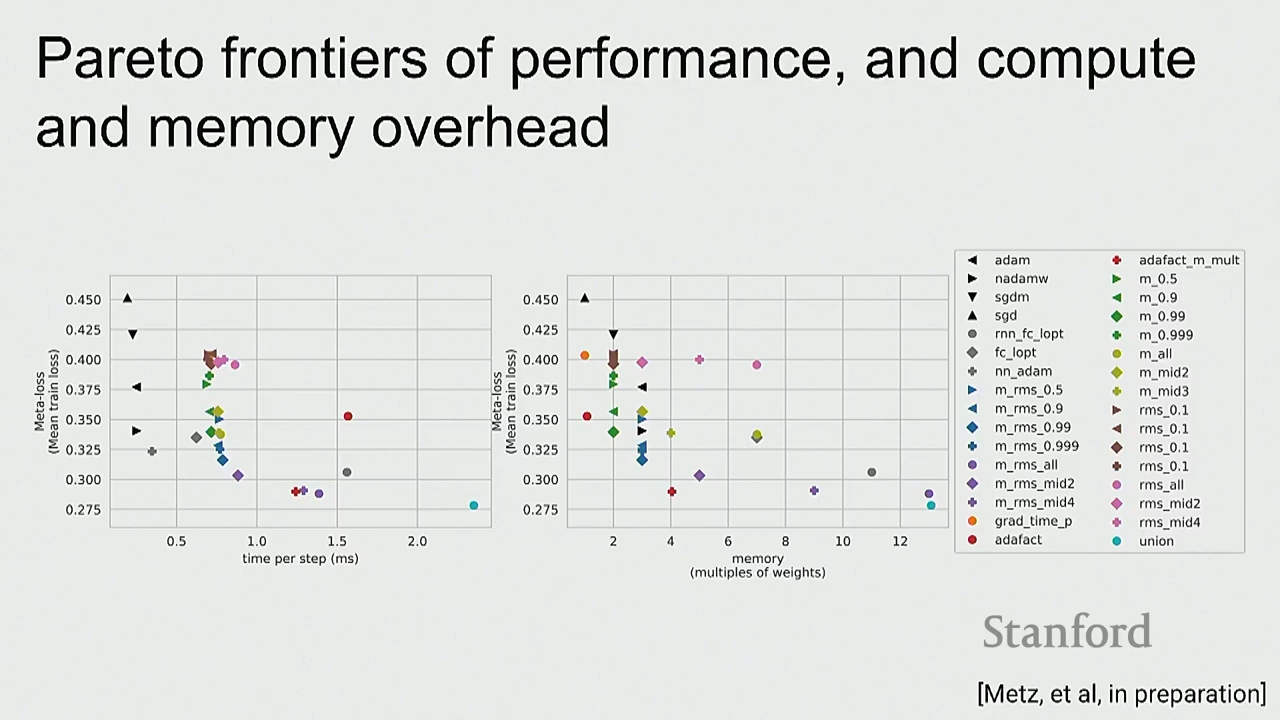 Pareto frontiers of performance, and compute
and memory overhead
0.450
0.425
0.400
0.375
0.350
0.325
0.300
0.275
Meta-loss
(Mean train loss)
0.5
1.0
1.5
2.0
time per step (ms)
0.450
0.425
0.400
0.375
0.350
0.325
0.300
0.275
Meta-loss
(Mean train loss)
2
4
6
8
10
12
memory
(multiples of weights)
adam
nadamw
sgdm
sgd
rnn_fc_lopt
fc_lopt
nn_adam
m_rms_0.5
m_rms_0.9
m_rms_0.99
m_rms_0.999
m_rms_all
m_rms_mid2
m_rms_mid4
grad_time_p
adafact
adafact_m_mult
m_0.5
m_0.9
m_0.99
m_0.999
m_all
m_mid2
m_mid3
rms_0.1
rms_0.1
rms_0.1
rms_0.1
rms_all
rms_mid2
rms_mid4
union
Stanford
[Metz, et al, in preparation]